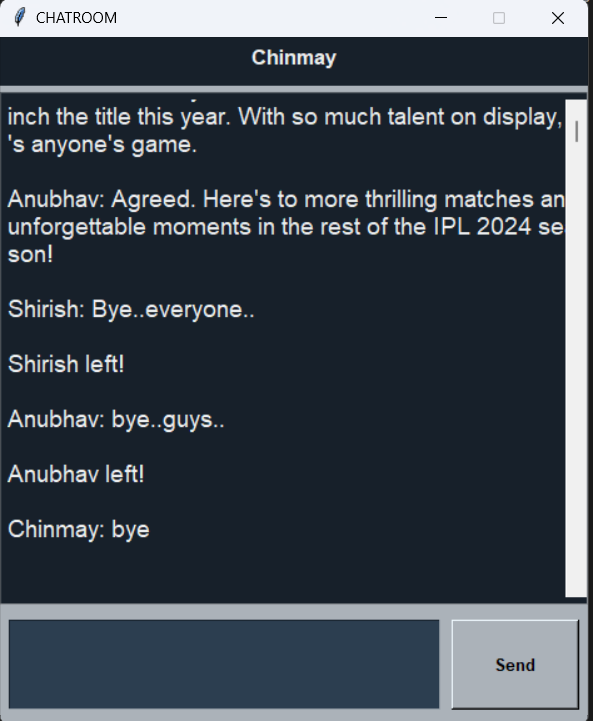 CHATROOM
Chinmay
inch the title this year. With so much talent on display,
's anyone's game.
Anubhav: Agreed. Here's to more thrilling matches an
unforgettable moments in the rest of the IPL 2024 se
son!
Shirish: Bye..everyone..
Shirish left!
Anubhav: bye..guys..
Anubhav left!
Chinmay: bye
Send